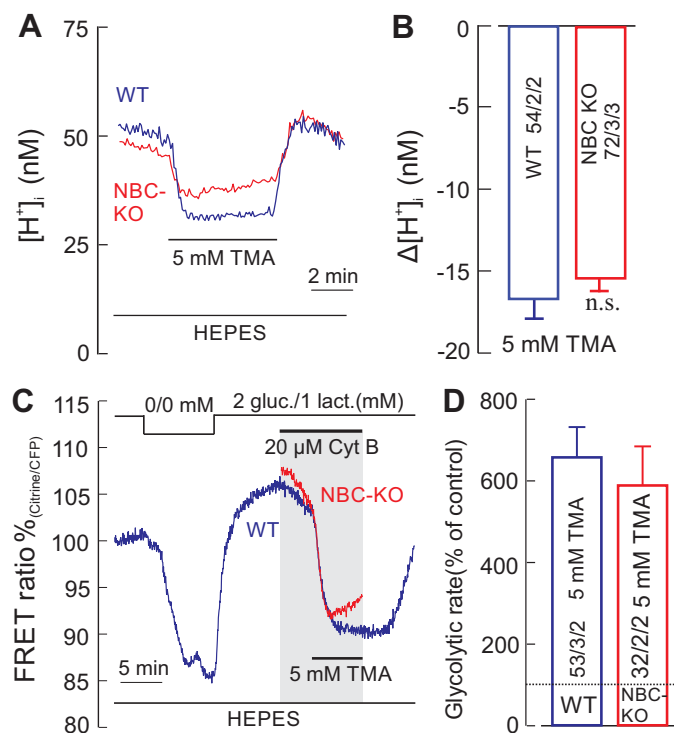 A
75
50
25
0
[H⁺]ᵢ (nM)
WT
NBC-
KO
5 mM TMA
2 min
HEPES
B
0
-5
-10
-15
-20
Δ[H⁺]ᵢ (nM)
WT 54/2/2
NBC KO
72/3/3
n.s.
5 mM TMA
C
115
110
105
100
95
90
85
80
FRET ratio %(Citrine/CFP)
0/0 mM
2 gluc./1 lact.(mM)
20 µM Cyt B
NBC-KO
WT
5 min
5 mM TMA
HEPES
D
800
600
400
200
0
Glycolytic rate(% of control)
53/3/2 5 mM TMA
WT
32/2/2 5 mM TMA
NBC-
KO